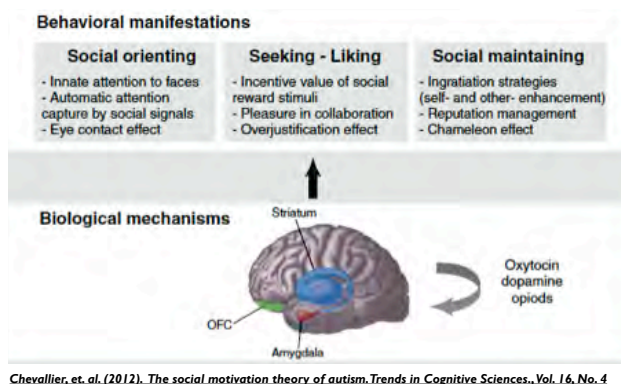 Behavioral manifestations
Social orienting
- Innate attention to faces
- Automatic attention
capture by social signals
- Eye contact effect
Seeking - Liking
- Incentive value of social
reward stimuli
- Pleasure in collaboration
- Overjustification effect
Social maintaining
- Ingratiation strategies
(self- and other- enhancement)
- Reputation management
- Chameleon effect
Biological mechanisms
Striatum
OFC
Amygdala
Oxytocin
dopamine
opiods
Chevallier, et. al. (2012). The social motivation theory of autism. Trends in Cognitive Sciences., Vol. 16, No. 4